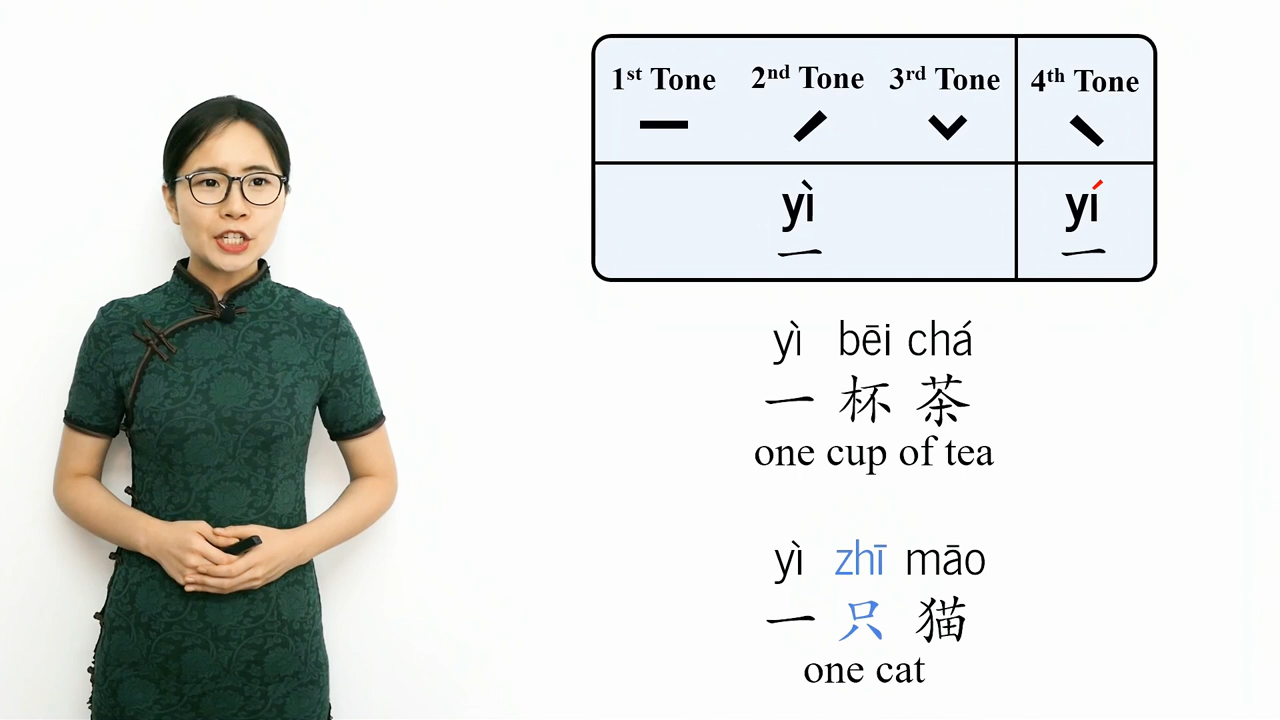 1st Tone 2nd Tone 3rd Tone 4th Tone
yì yí
一 一
yì bēi chá
一 杯 茶
one cup of tea
yì zhī māo
一 只 猫
one cat